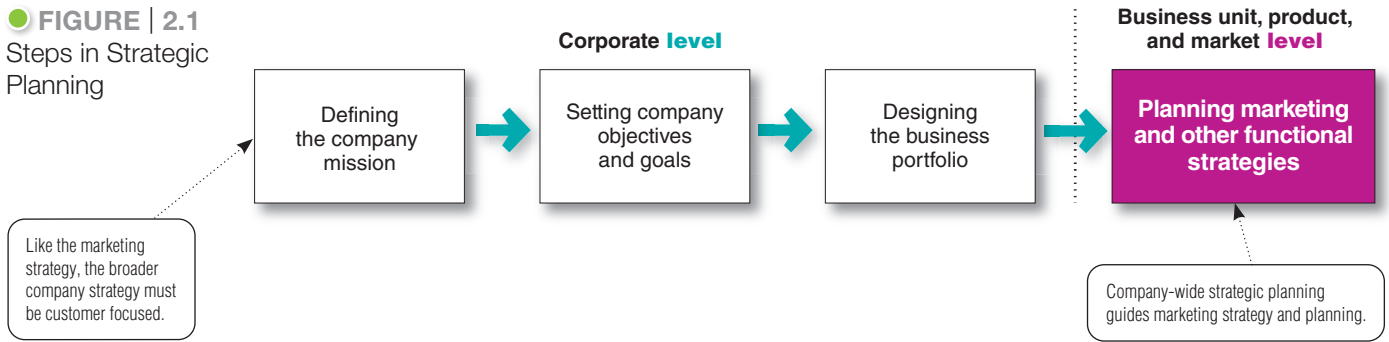 FIGURE | 2.1
Steps in Strategic
Planning
Corporate level
Business unit, product,
and market level
Defining
the company
mission
Setting company
objectives
and goals
Designing
the business
portfolio
Planning marketing
and other functional
strategies
Like the marketing
strategy, the broader
company strategy must
be customer focused.
Company-wide strategic planning
guides marketing strategy and planning.